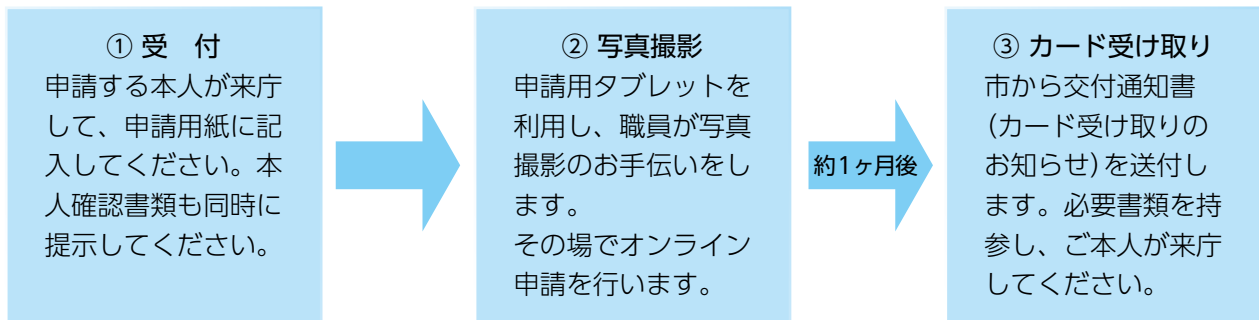 ① 受　付
申請する本人が来庁
して、申請用紙に記
入してください。本
人確認書類も同時に
提示してください。
② 写真撮影
申請用タブレットを
利用し、職員が写真
撮影のお手伝いをし
ます。
その場でオンライン
申請を行います。
約1ヶ月後
③ カード受け取り
市から交付通知書
（カード受け取りの
お知らせ）を送付し
ます。必要書類を持
参し、ご本人が来庁
してください。